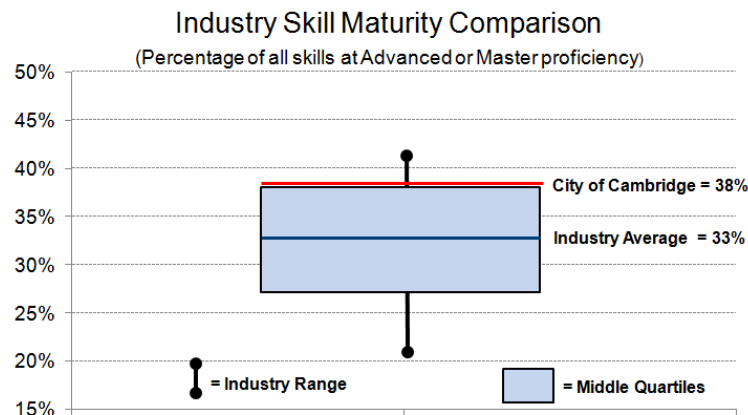 Industry Skill Maturity Comparison
(Percentage of all skills at Advanced or Master proficiency)
50%
45%
40%
City of Cambridge = 38%
35%
Industry Average = 33%
30%
25%
20%
= Industry Range
= Middle Quartiles
15%